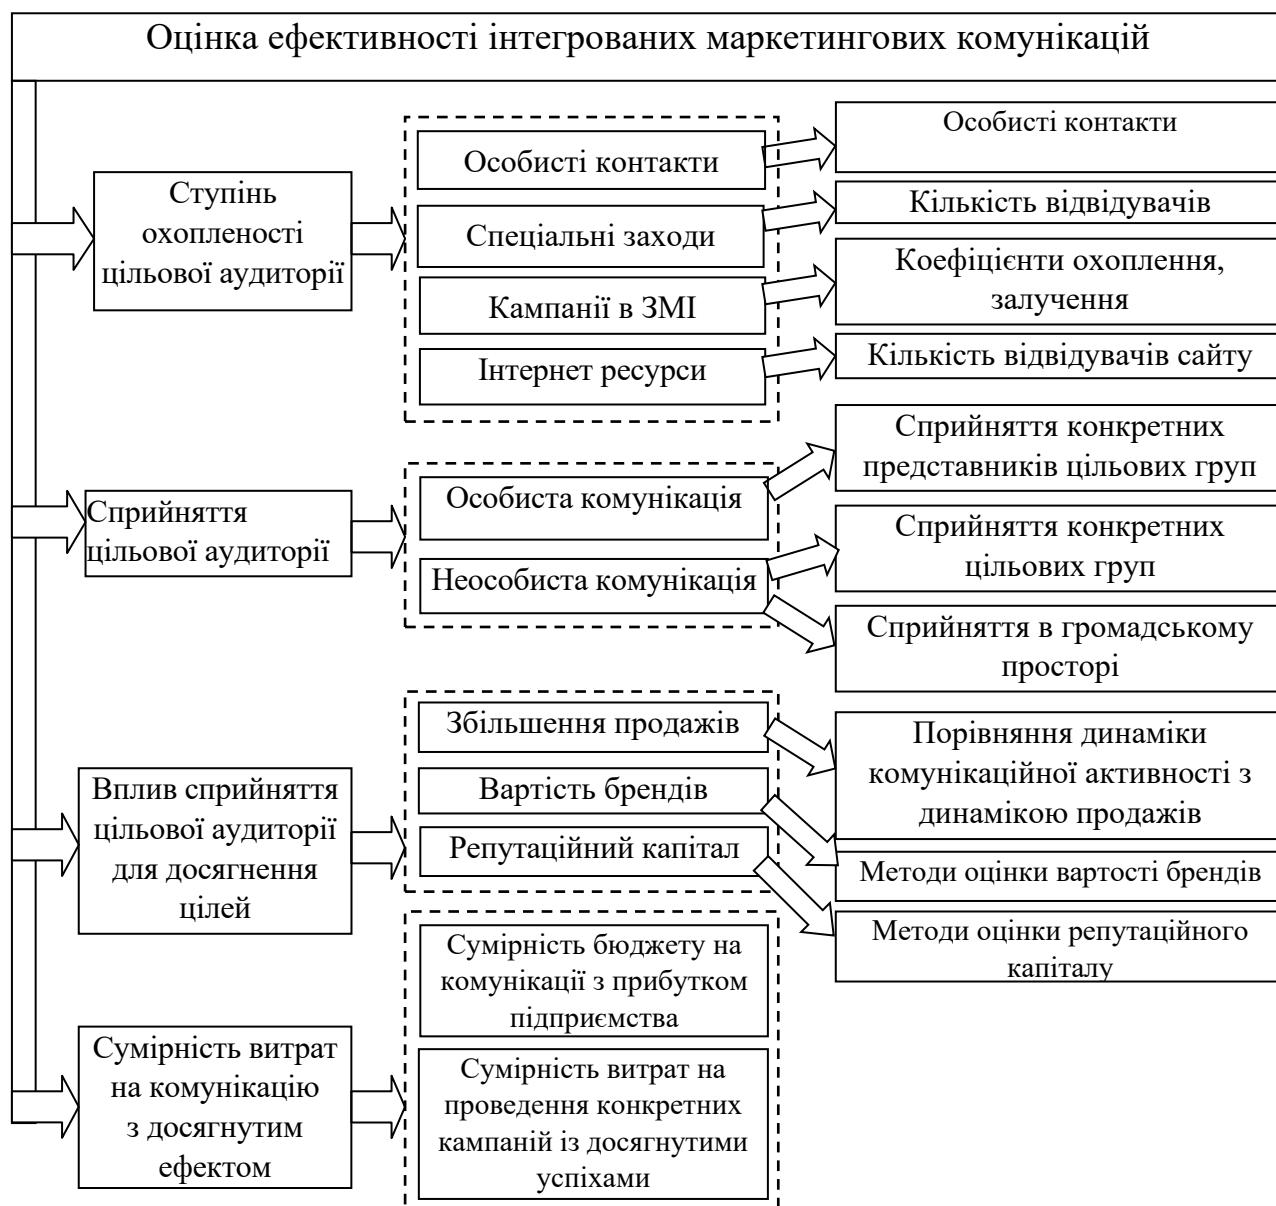 Оцінка ефективності інтегрованих маркетингових комунікацій
Ступінь
охопленості
цільової аудиторії
Особисті контакти
Спеціальні заходи
Кампанії в ЗМІ
Інтернет ресурси
Особисті контакти
Кількість відвідувачів
Коефіцієнти охоплення,
залучення
Кількість відвідувачів сайту
Сприйняття
цільової аудиторії
Особиста комунікація
Неособиста комунікація
Сприйняття конкретних
представників цільових груп
Сприйняття конкретних
цільових груп
Сприйняття в громадському
просторі
Вплив сприйняття
цільової аудиторії
для досягнення
цілей
Збільшення продажів
Вартість брендів
Репутаційний капітал
Порівняння динаміки
комунікаційної активності з
динамікою продажів
Методи оцінки вартості брендів
Методи оцінки репутаційного
капіталу
Сумірність витрат
на комунікацію
з досягнутим
ефектом
Сумірність бюджету на
комунікації з прибутком
підприємства
Сумірність витрат на
проведення конкретних
кампаній із досягнутими
успіхами